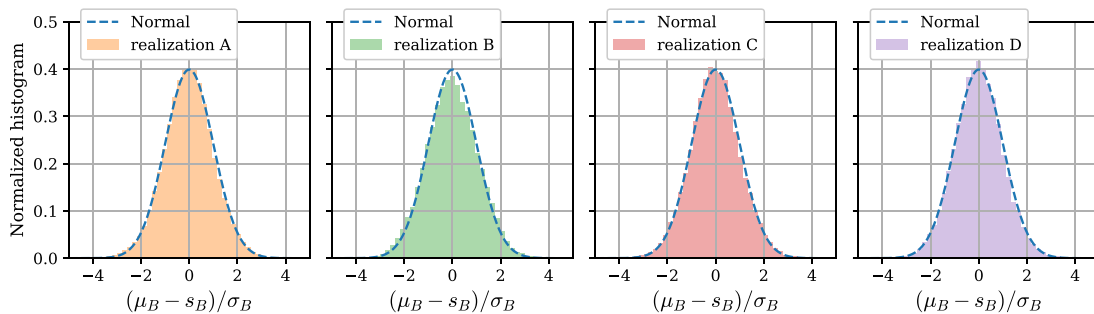 Normalized histogram
0.5
0.4
0.3
0.2
0.1
0.0
Normal
realization A
−4 −2 0 2 4
(μ_B − s_B)/σ_B
Normal
realization B
−4 −2 0 2 4
(μ_B − s_B)/σ_B
Normal
realization C
−4 −2 0 2 4
(μ_B − s_B)/σ_B
Normal
realization D
−4 −2 0 2 4
(μ_B − s_B)/σ_B